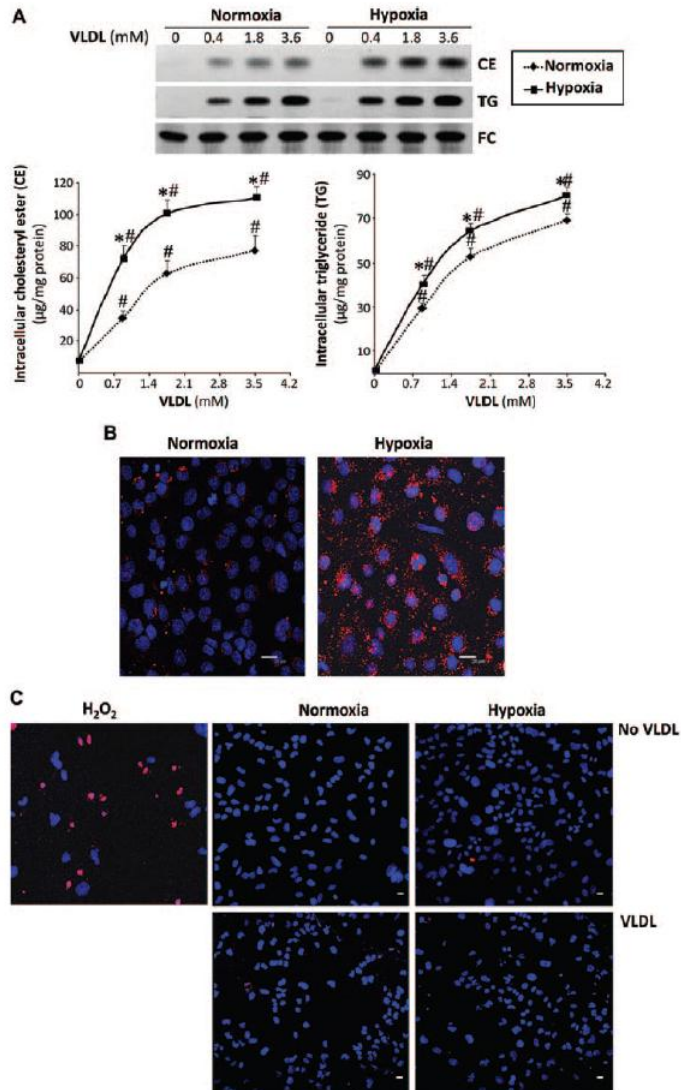 A
Normoxia Hypoxia
VLDL (mM) 0 0.4 1.8 3.6 0 0.4 1.8 3.6
CE
TG
FC
Normoxia
Hypoxia
Intracellular cholesteryl ester (CE)
(µg/mg protein)
120
100
80
60
40
20
*# *# *#
# # #
0 0.7 1.4 2.1 2.8 3.5 4.2
VLDL (mM)
Intracellular triglyceride (TG)
(µg/mg protein)
90
70
50
30
10
*# *# *#
# # #
0 0.7 1.4 2.1 2.8 3.5 4.2
VLDL (mM)
B
Normoxia Hypoxia
C
H₂O₂ Normoxia Hypoxia
No VLDL
VLDL